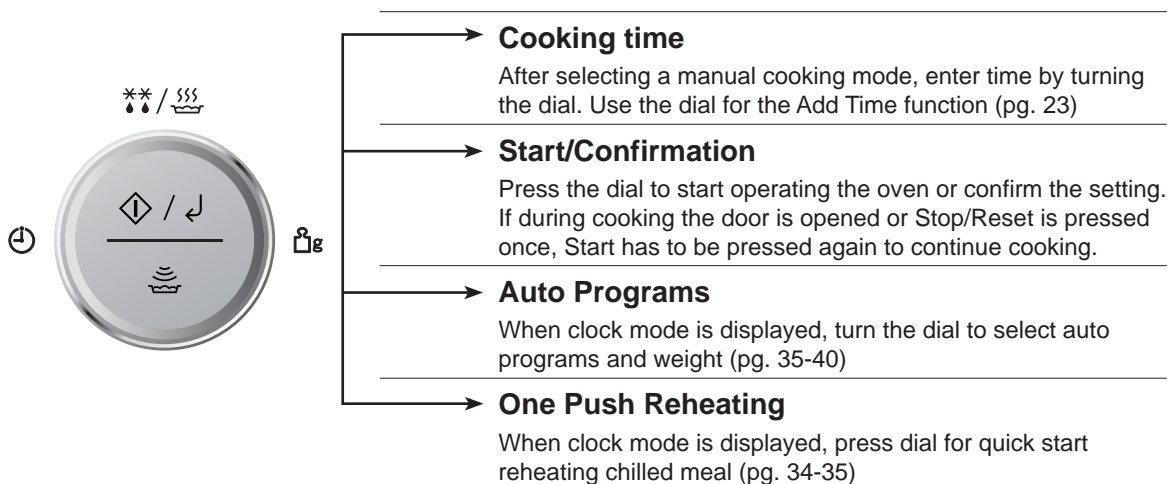 Cooking time
After selecting a manual cooking mode, enter time by turning
the dial. Use the dial for the Add Time function (pg. 23)
Start/Confirmation
Press the dial to start operating the oven or confirm the setting.
If during cooking the door is opened or Stop/Reset is pressed
once, Start has to be pressed again to continue cooking.
g
Auto Programs
When clock mode is displayed, turn the dial to select auto
programs and weight (pg. 35-40)
One Push Reheating
When clock mode is displayed, press dial for quick start
reheating chilled meal (pg. 34-35)